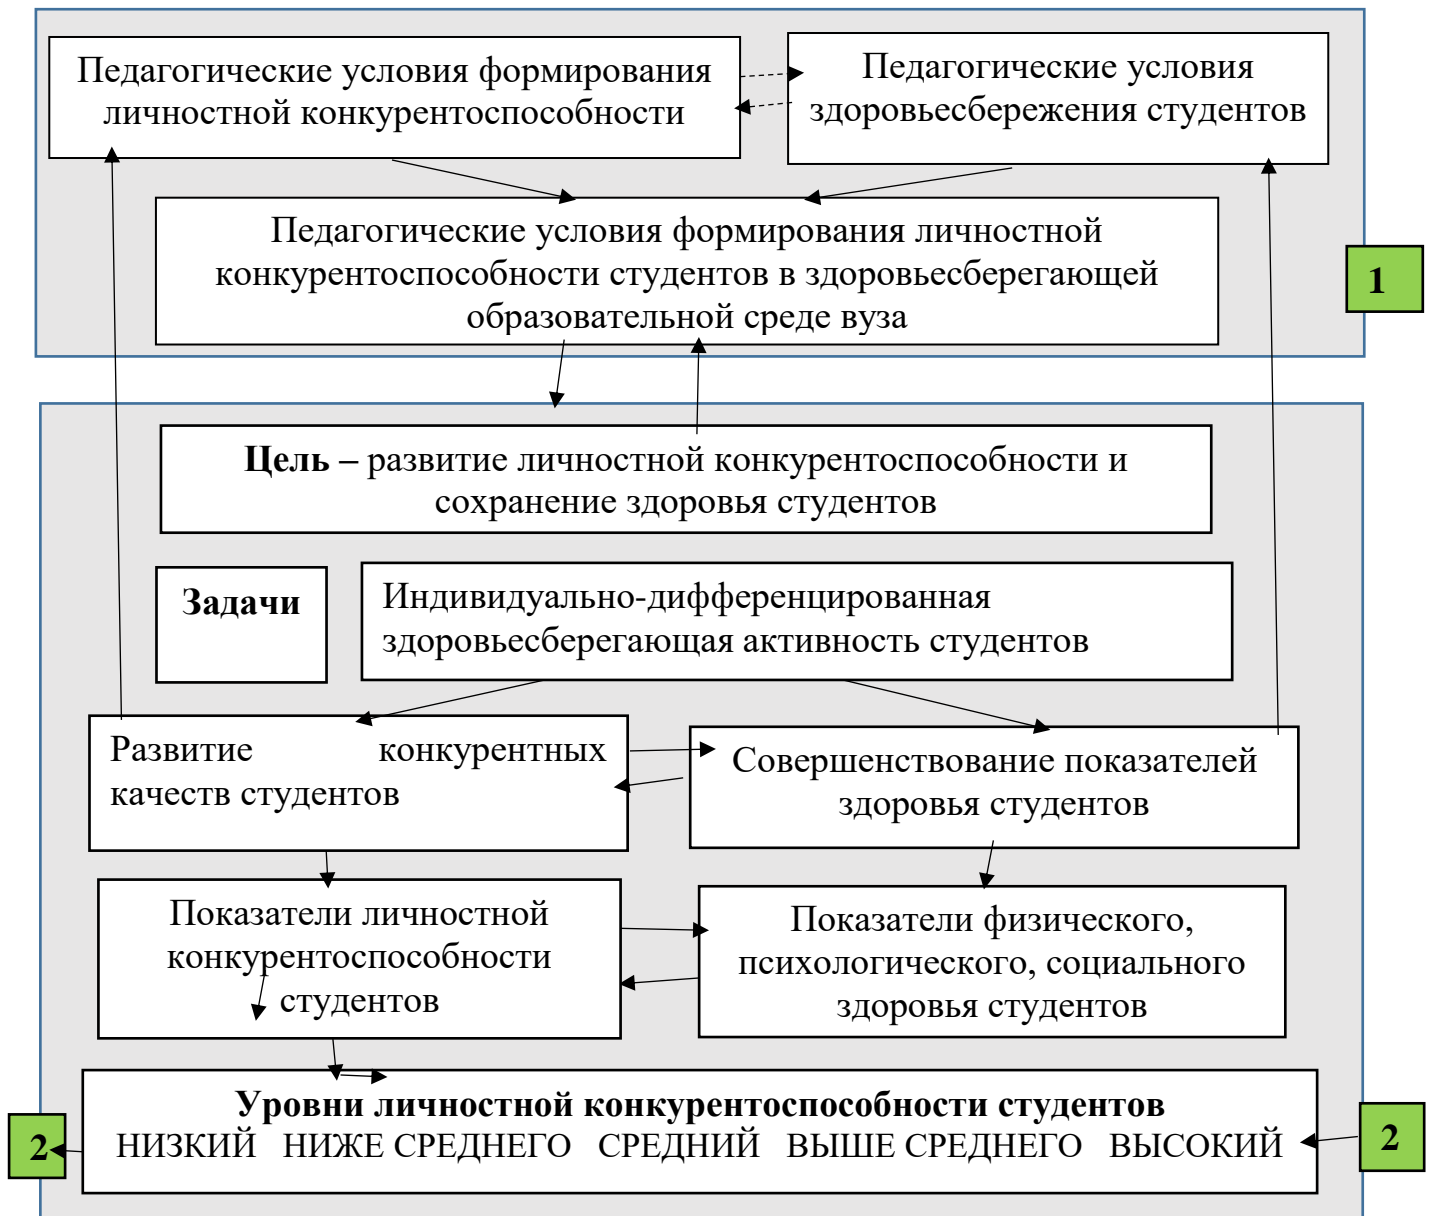 Педагогические условия формирования
личностной конкурентоспособности
Педагогические условия
здоровьесбережения студентов
Педагогические условия формирования личностной
конкурентоспособности студентов в здоровьесберегающей
образовательной среде вуза
1
Цель – развитие личностной конкурентоспособности и
сохранение здоровья студентов
Задачи
Индивидуально-дифференцированная
здоровьесберегающая активность студентов
Развитие конкурентных
качеств студентов
Совершенствование показателей
здоровья студентов
Показатели личностной
конкурентоспособности
студентов
Показатели физического,
психологического, социального
здоровья студентов
Уровни личностной конкурентоспособности студентов
НИЗКИЙ НИЖЕ СРЕДНЕГО СРЕДНИЙ ВЫШЕ СРЕДНЕГО ВЫСОКИЙ
2
2